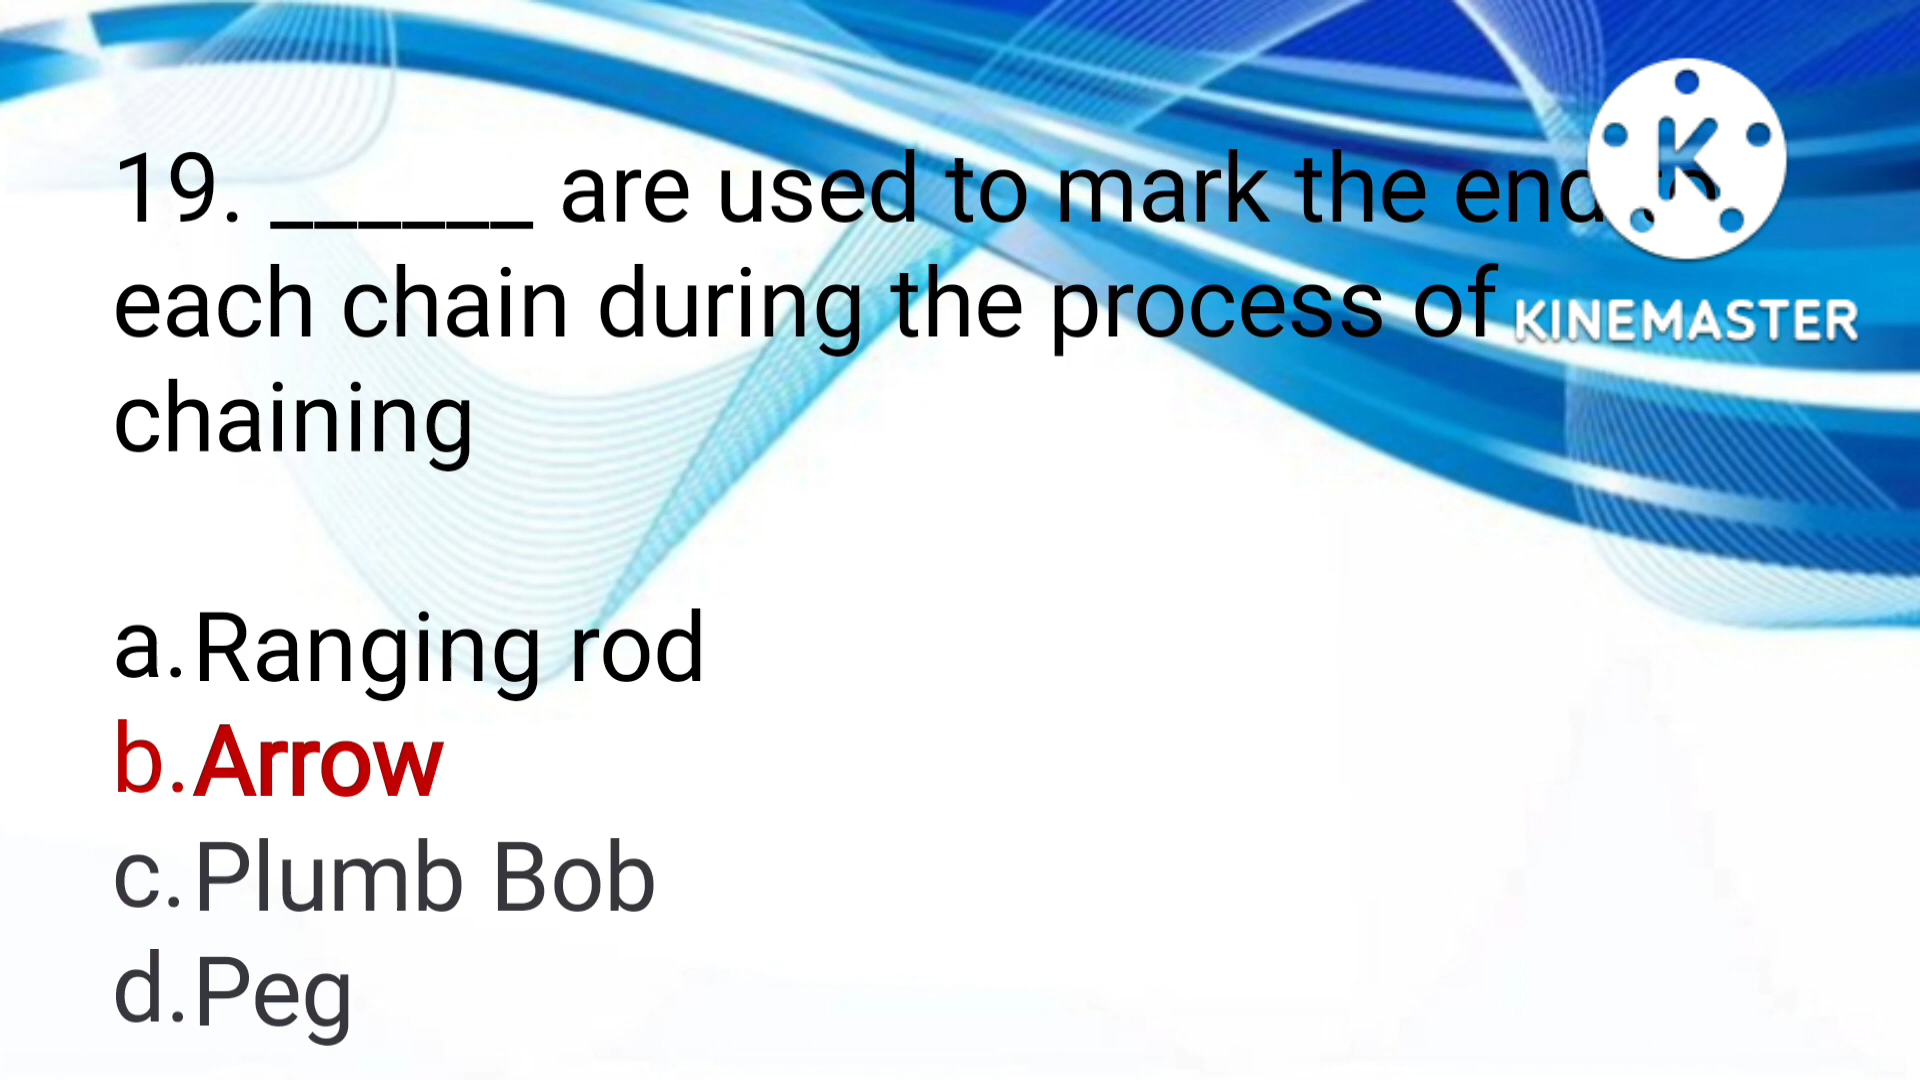 19. ______ are used to mark the end
each chain during the process of
KINEMASTER
chaining
a. Ranging rod
b. Arrow
c. Plumb Bob
d. Peg